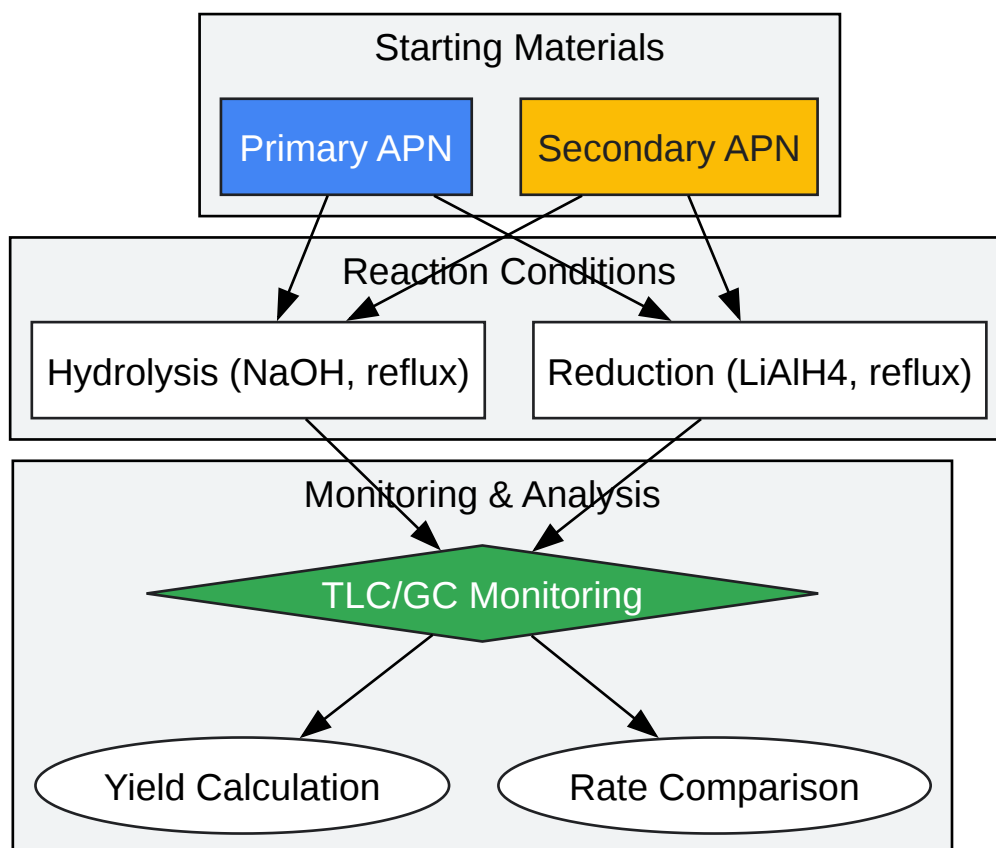 Starting Materials
Primary APN
Secondary APN
Reaction Conditions
Hydrolysis (NaOH, reflux)
Reduction (LiAlH4, reflux)
Monitoring & Analysis
TLC/GC Monitoring
Yield Calculation
Rate Comparison